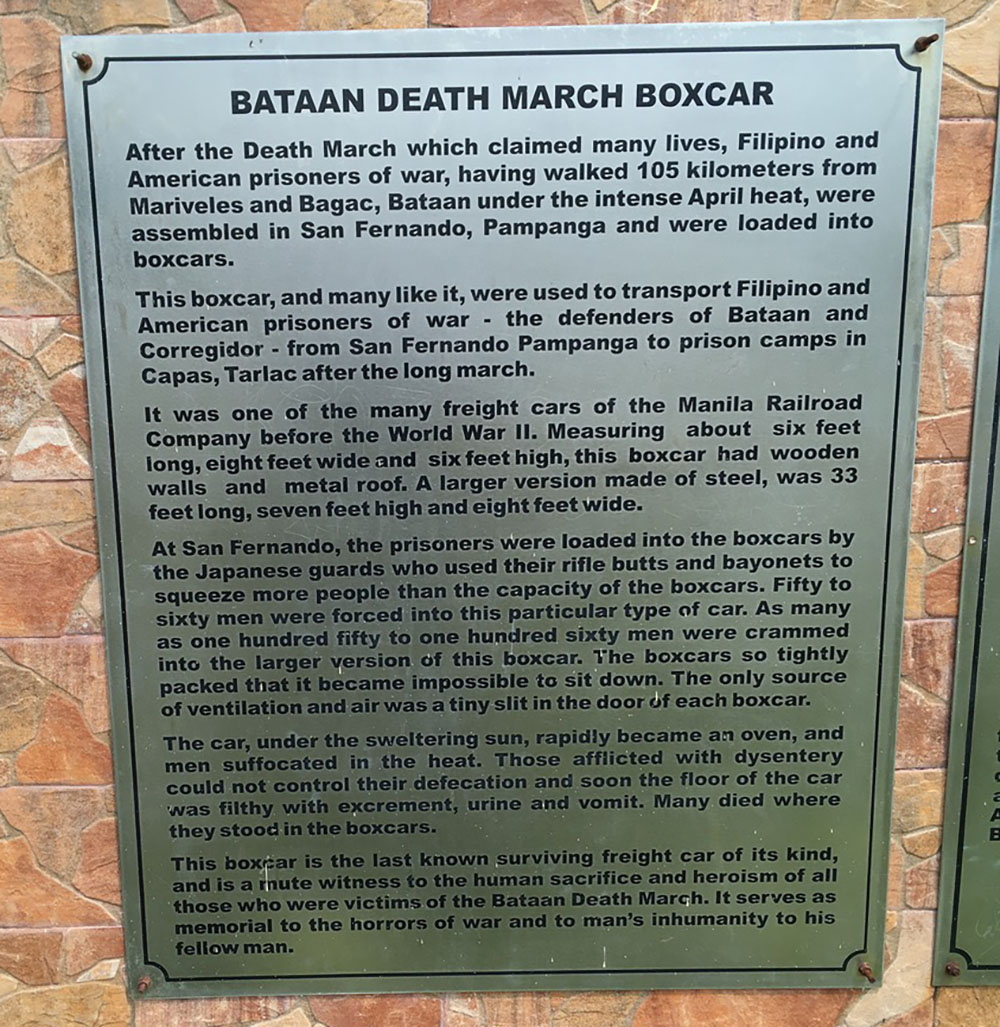 BATAAN DEATH MARCH BOXCAR
After the Death March which claimed many lives, Filipino and
American prisoners of war, having walked 105 kilometers from
Mariveles and Bagac, Bataan under the intense April heat, were
assembled in San Fernando, Pampanga and were loaded into
boxcars.
This boxcar, and many like it, were used to transport Filipino and
American prisoners of war - the defenders of Bataan and
Corregidor - from San Fernando Pampanga to prison camps in
Capas, Tarlac after the long march.
It was one of the many freight cars of the Manila Railroad
Company before the World War II. Measuring about six feet
long, eight feet wide and six feet high, this boxcar had wooden
walls and metal roof. A larger version made of steel, was 33
feet long, seven feet high and eight feet wide.
At San Fernando, the prisoners were loaded into the boxcars by
the Japanese guards who used their rifle butts and bayonets to
squeeze more people than the capacity of the boxcars. Fifty to
sixty men were forced into this particular type of car. As many
as one hundred fifty to one hundred sixty men were crammed
into the larger version of this boxcar. The boxcars so tightly
packed that it became impossible to sit down. The only source
of ventilation and air was a tiny slit in the door of each boxcar.
The car, under the sweltering sun, rapidly became an oven, and
men suffocated in the heat. Those afflicted with dysentery
could not control their defecation and soon the floor of the car
was filthy with excrement, urine and vomit. Many died where
they stood in the boxcars.
This boxcar is the last known surviving freight car of its kind,
and is a mute witness to the human sacrifice and heroism of all
those who were victims of the Bataan Death March. It serves as
memorial to the horrors of war and to man's inhumanity to his
fellow man.